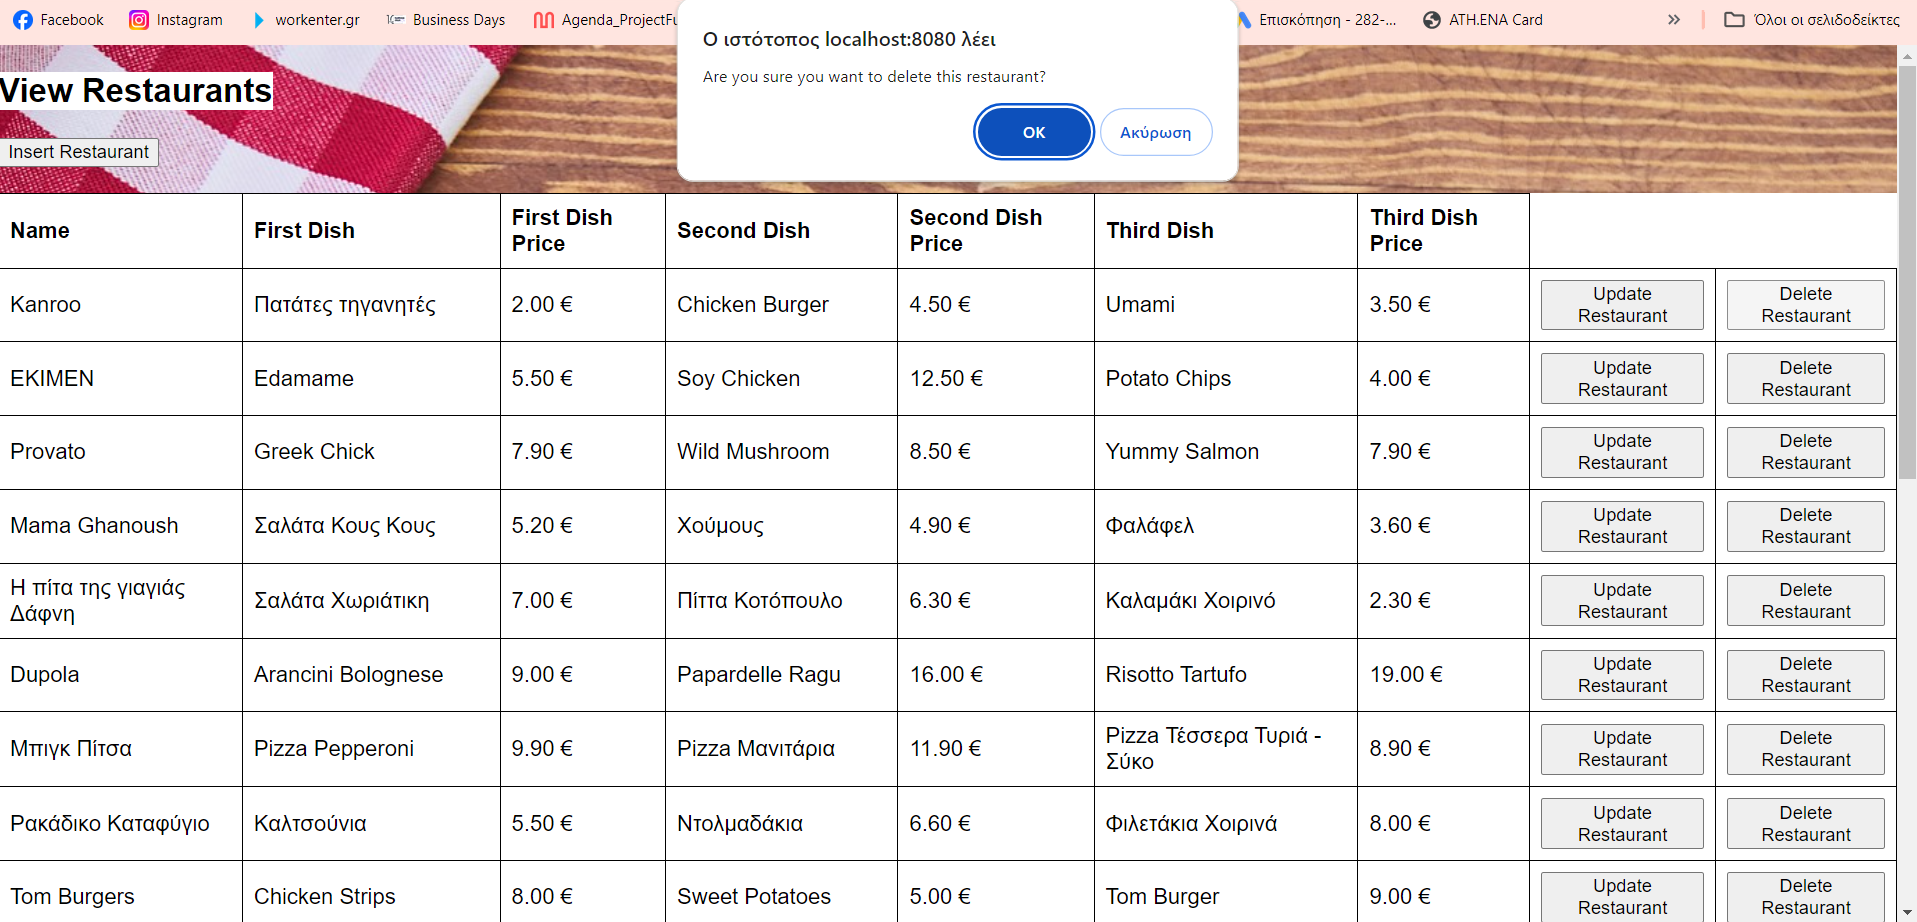 Facebook
Instagram
workenter.gr
Business Days
Agenda_ProjectFu
Επισκόπηση - 282-...
ATH.ENA Card
Όλοι οι σελιδοδείκτες
Ο ιστότοπος localhost:8080 λέει
Are you sure you want to delete this restaurant?
OK
Ακύρωση
View Restaurants
Insert Restaurant
Name First Dish First Dish Price Second Dish Second Dish Price Third Dish Third Dish Price
Kanroo Πατάτες τηγανητές 2.00 € Chicken Burger 4.50 € Umami 3.50 € Update Restaurant Delete Restaurant
EKIMEN Edamame 5.50 € Soy Chicken 12.50 € Potato Chips 4.00 € Update Restaurant Delete Restaurant
Provato Greek Chick 7.90 € Wild Mushroom 8.50 € Yummy Salmon 7.90 € Update Restaurant Delete Restaurant
Mama Ghanoush Σαλάτα Κους Κους 5.20 € Χούμους 4.90 € Φαλάφελ 3.60 € Update Restaurant Delete Restaurant
Η πίτα της γιαγιάς Δάφνη Σαλάτα Χωριάτικη 7.00 € Πίττα Κοτόπουλο 6.30 € Καλαμάκι Χοιρινό 2.30 € Update Restaurant Delete Restaurant
Dupola Arancini Bolognese 9.00 € Papardelle Ragu 16.00 € Risotto Tartufo 19.00 € Update Restaurant Delete Restaurant
Μπιγκ Πίτσα Pizza Pepperoni 9.90 € Pizza Μανιτάρια 11.90 € Pizza Τέσσερα Τυριά - Σύκο 8.90 € Update Restaurant Delete Restaurant
Ρακάδικο Καταφύγιο Καλτσούνια 5.50 € Ντολμαδάκια 6.60 € Φιλετάκια Χοιρινά 8.00 € Update Restaurant Delete Restaurant
Tom Burgers Chicken Strips 8.00 € Sweet Potatoes 5.00 € Tom Burger 9.00 € Update Restaurant Delete Restaurant